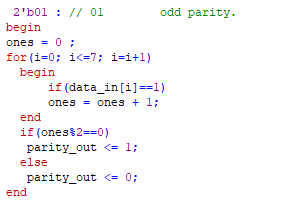 2'b01 : // 01 odd parity.
begin
ones = 0 ;
for(i=0; i<=7; i=i+1)
begin
if(data_in[i]==1)
ones = ones + 1;
end
if(ones%2==0)
parity_out <= 1;
else
parity_out <= 0;
end